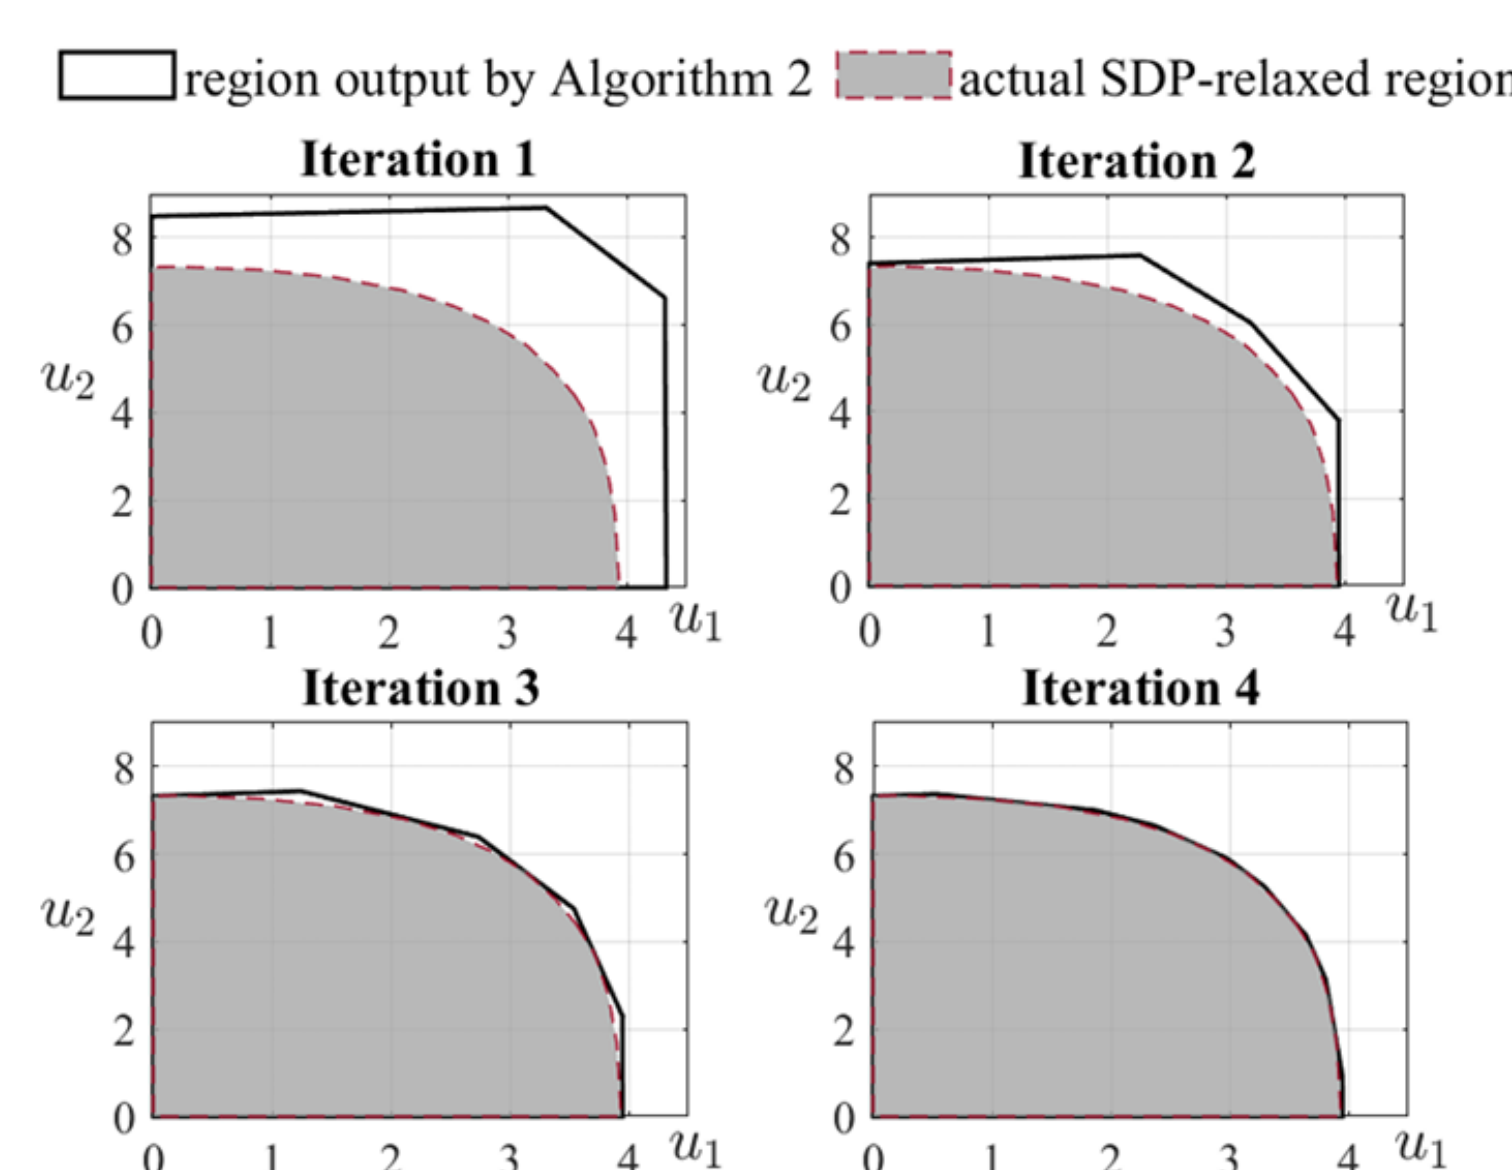 region output by Algorithm 2 actual SDP-relaxed region
Iteration 1 Iteration 2
8 8
6 6
u2 u2
4 4
2 2
0 0
0 1 2 3 4 u1 0 1 2 3 4 u1
Iteration 3 Iteration 4
8 8
6 6
u2 u2
4 4
2 2
0 0
0 1 2 3 4 u1 0 1 2 3 4 u1